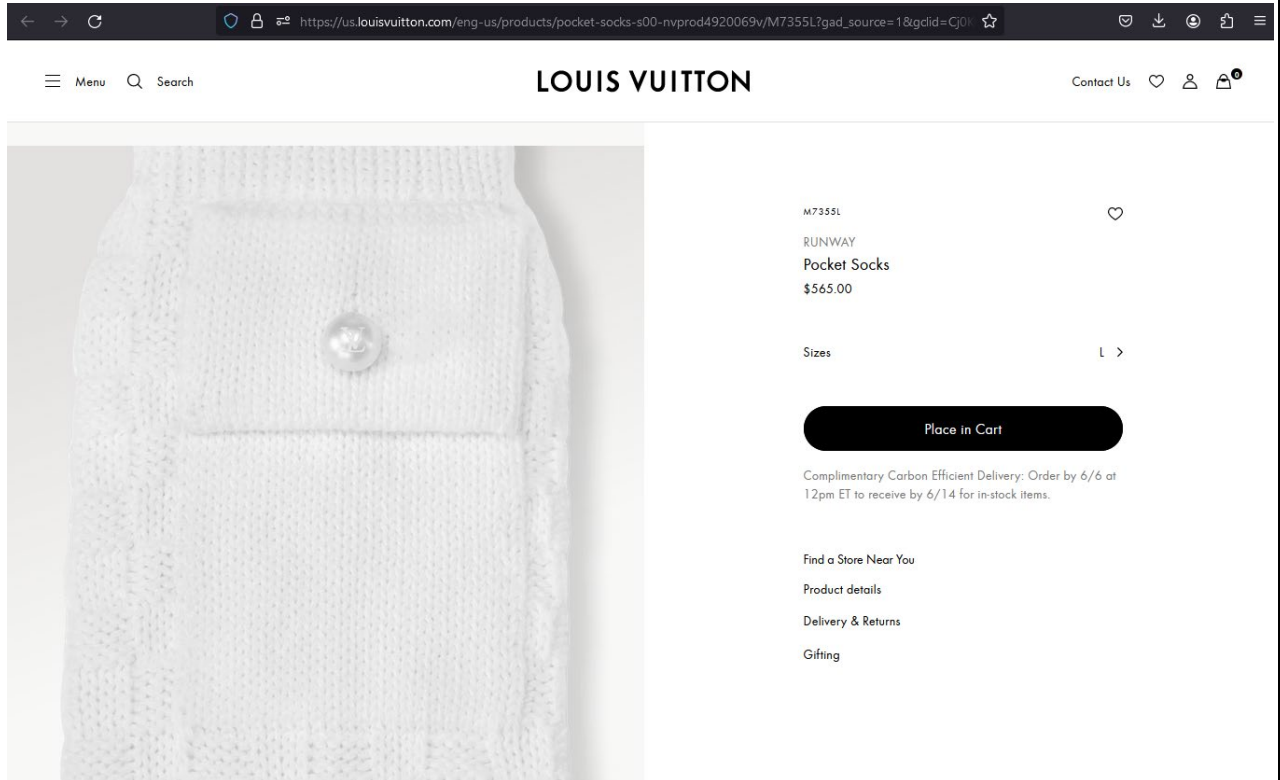 https://us.louisvuitton.com/eng-us/products/pocket-socks-s00-nvprod4920069v/M7355L?gad_source=1&gclid=Cj0K
Menu Search LOUIS VUITTON Contact Us 0
M7355L
RUNWAY
Pocket Socks
$565.00
Sizes L
Place in Cart
Complimentary Carbon Efficient Delivery: Order by 6/6 at
12pm ET to receive by 6/14 for in-stock items.
Find a Store Near You
Product details
Delivery & Returns
Gifting